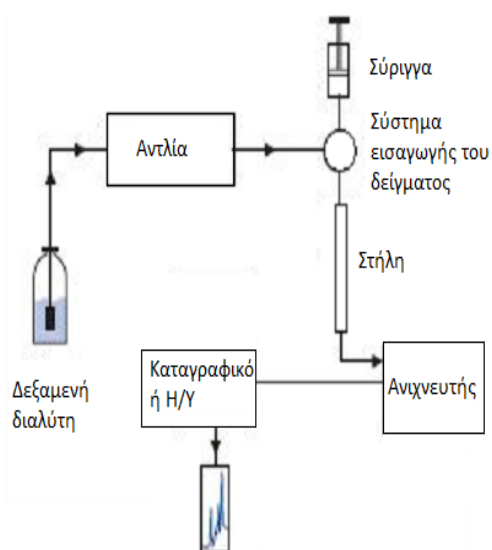 Σύριγγα
Σύστημα
εισαγωγής του
δείγματος
Αντλία
Στήλη
Δεξαμενή
διαλύτη
Καταγραφικό
ή Η/Υ
Ανιχνευτής